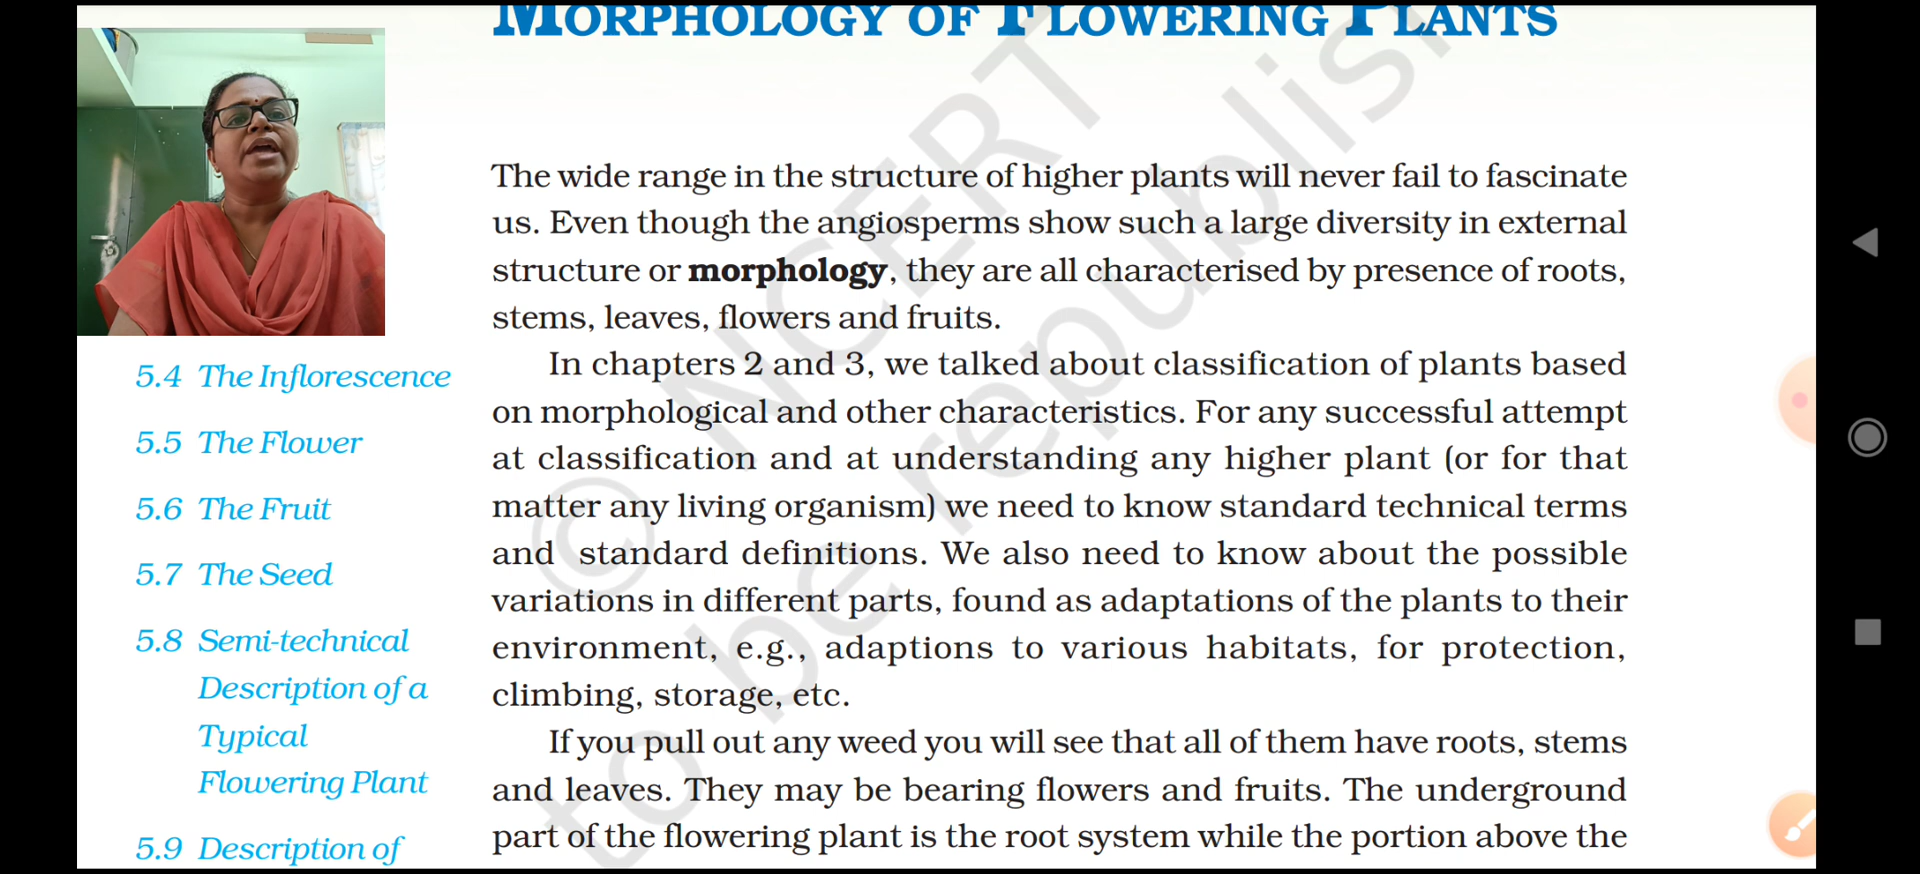 MORPHOLOGY OF FLOWERING PLANTS
The wide range in the structure of higher plants will never fail to fascinate
us. Even though the angiosperms show such a large diversity in external
structure or morphology, they are all characterised by presence of roots,
stems, leaves, flowers and fruits.
In chapters 2 and 3, we talked about classification of plants based
on morphological and other characteristics. For any successful attempt
at classification and at understanding any higher plant (or for that
matter any living organism) we need to know standard technical terms
and standard definitions. We also need to know about the possible
variations in different parts, found as adaptations of the plants to their
environment, e.g., adaptions to various habitats, for protection,
climbing, storage, etc.
If you pull out any weed you will see that all of them have roots, stems
and leaves. They may be bearing flowers and fruits. The underground
part of the flowering plant is the root system while the portion above the
5.4 The Inflorescence
5.5 The Flower
5.6 The Fruit
5.7 The Seed
5.8 Semi-technical
Description of a
Typical
Flowering Plant
5.9 Description of
© NCERT
to be republis